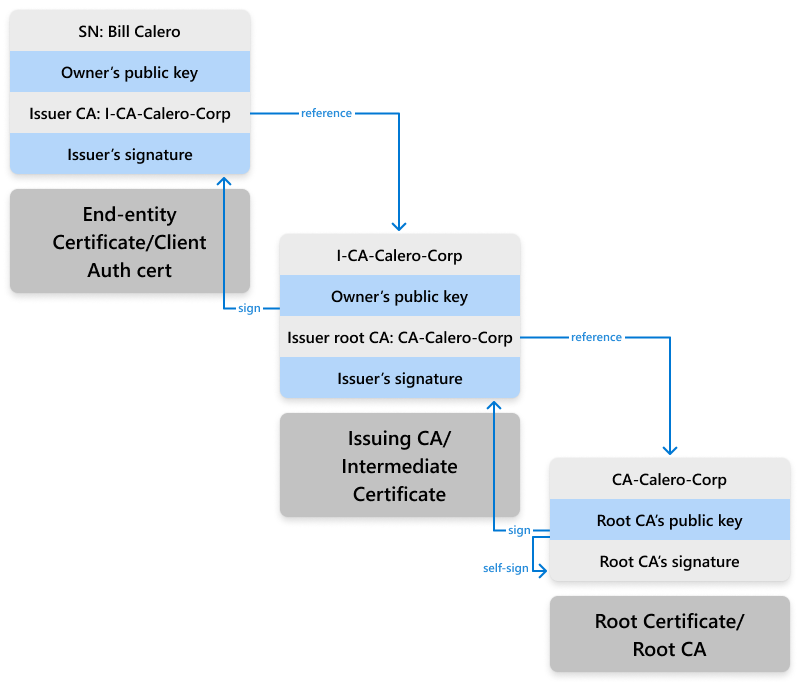 SN: Bill Calero
Owner’s public key
Issuer CA: I-CA-Calero-Corp
reference
Issuer’s signature
End-entity
Certificate/Client
Auth cert
I-CA-Calero-Corp
Owner’s public key
sign
Issuer root CA: CA-Calero-Corp
reference
Issuer’s signature
Issuing CA/
Intermediate
Certificate
CA-Calero-Corp
Root CA’s public key
sign
Root CA’s signature
self-sign
Root Certificate/
Root CA